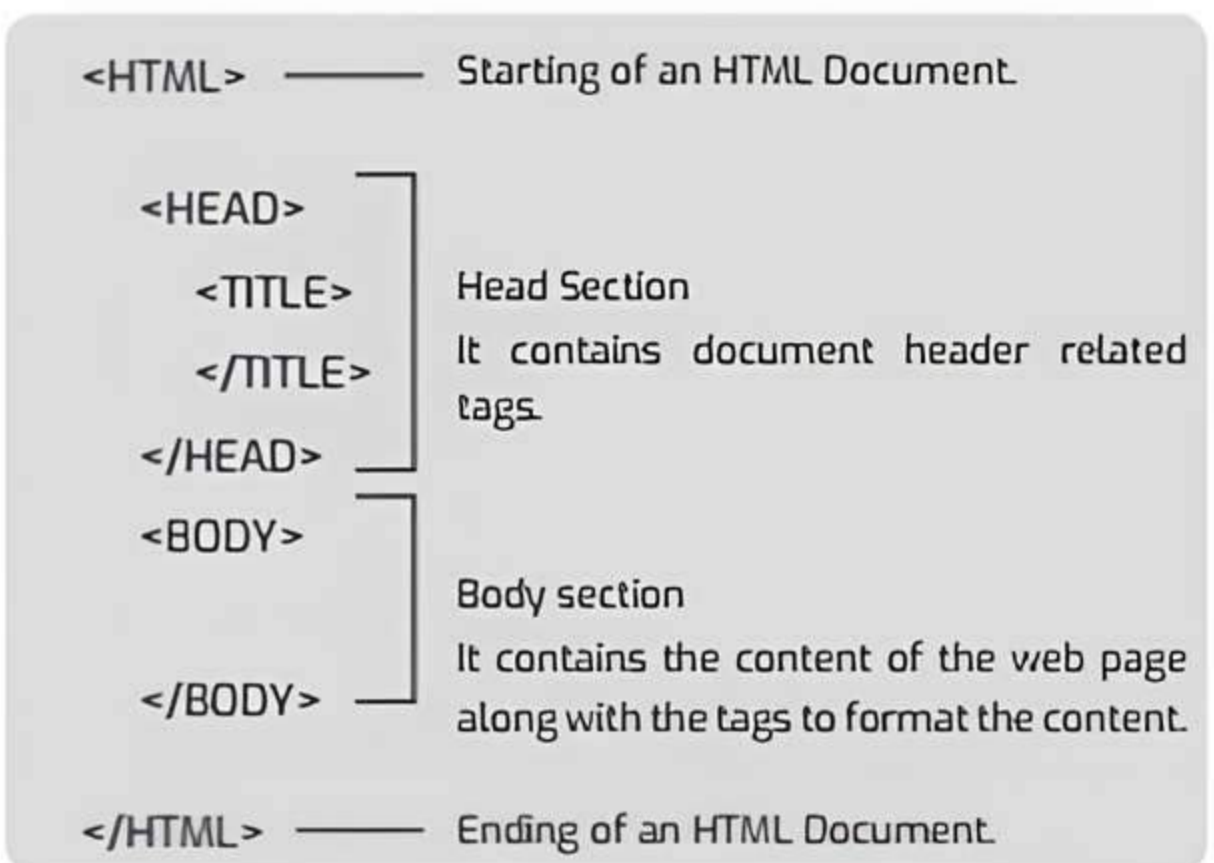 <HTML> Starting of an HTML Document.
<HEAD>
<TITLE>
Head Section
</TITLE>
It contains document header related
tags.
</HEAD>
<BODY>
Body section
It contains the content of the web page
</BODY>
along with the tags to format the content.
</HTML> Ending of an HTML Document.